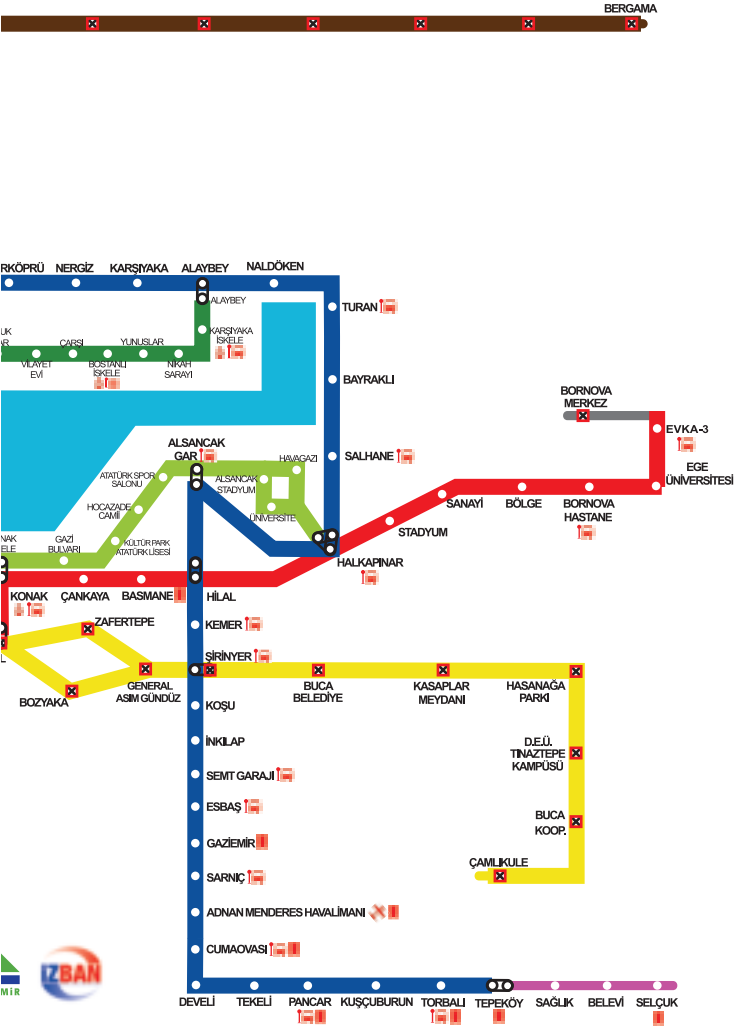 BERGAMA
RKÖPRÜ
NERGİZ
KARŞIYAKA
ALAYBEY
NALDÖKEN
ALAYBEY
TURAN
UK
AR
ÇARŞI
YUNUSLAR
KARŞIYAKA
İSKELE
VİLAYET
EVİ
BOSTANLI
İSKELE
NİKAH
SARAYI
BAYRAKLI
BORNOVA
MERKEZ
EVKA-3
ALSANCAK
GAR
HAVAGAZI
SALHANE
EGE
ÜNİVERSİTESİ
ATATÜRK SPOR
SALONU
ALSANCAK
STADYUM
HOCAZADE
CAMİİ
ÜNİVERSİTE
SANAYİ
BÖLGE
BORNOVA
HASTANE
STADYUM
NAK
ELE
GAZİ
BULVARI
KÜLTÜR PARK
ATATÜRK LİSESİ
HALKAPINAR
KONAK
ÇANKAYA
BASMANE
HİLAL
ZAFERTEPE
KEMER
L
ŞİRİNYER
BOZYAKA
GENERAL
ASIM GÜNDÜZ
BUCA
BELEDİYE
KASAPLAR
MEYDANI
HASANAĞA
PARKI
KOŞU
İNKILAP
D.E.Ü.
TINAZTEPE
KAMPÜSÜ
SEMT GARAJI
ESBAŞ
BUCA
KOOP.
GAZİEMİR
ÇAMLIKULE
SARNIÇ
ADNAN MENDERES HAVALİMANI
CUMAOVASI
İZBAN
MİR
DEVELİ
TEKELİ
PANCAR
KUŞÇUBURUN
TORBALI
TEPEKÖY
SAĞLIK
BELEVİ
SELÇUK